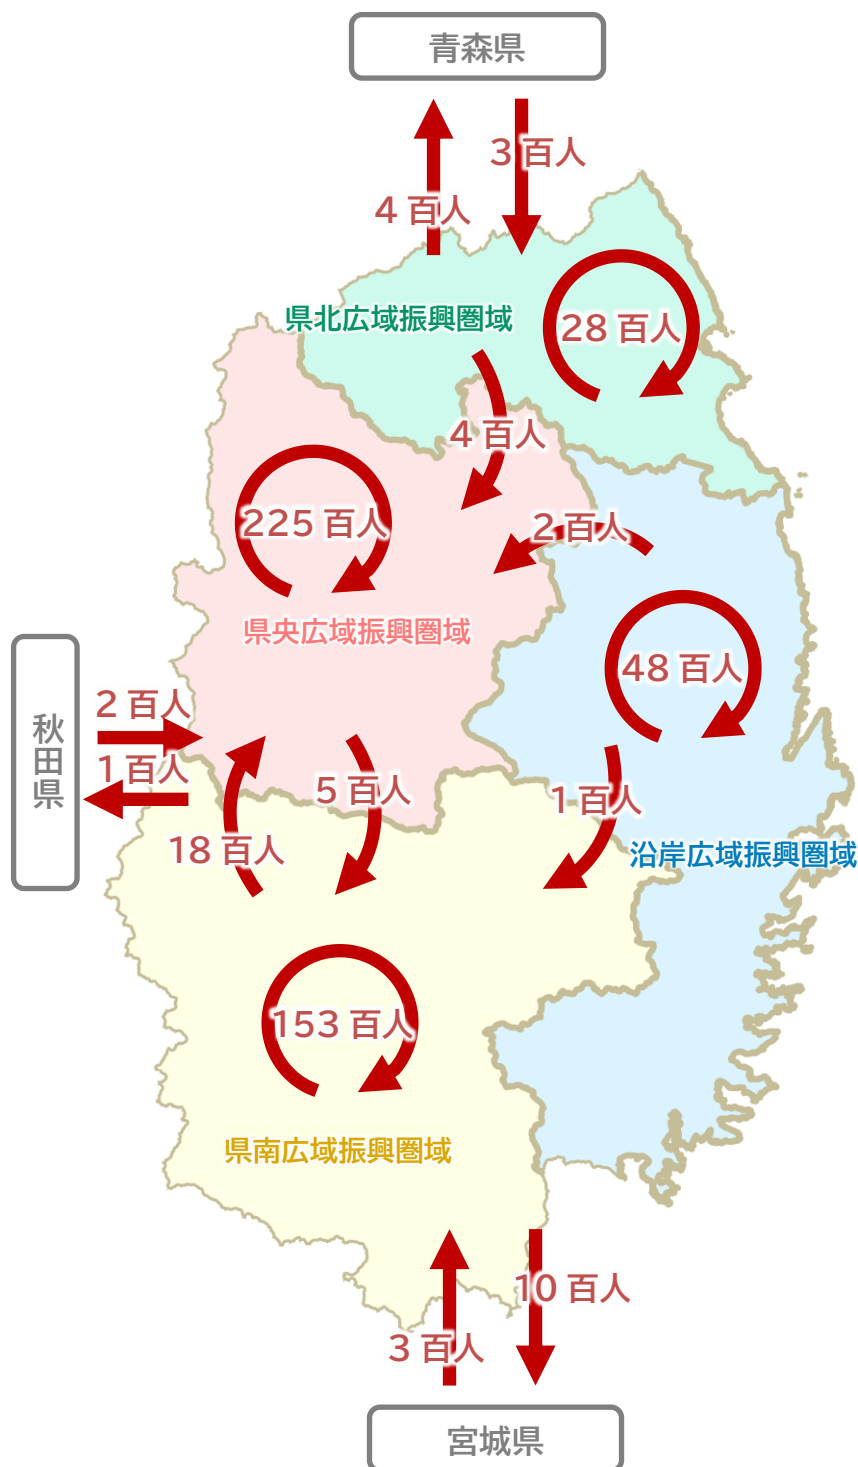 青森県
3 百人
4 百人
県北広域振興圏域
28 百人
4 百人
225 百人
2 百人
県央広域振興圏域
48 百人
2 百人
秋田県
1 百人
5 百人
1 百人
18 百人
沿岸広域振興圏域
153 百人
県南広域振興圏域
10 百人
3 百人
宮城県